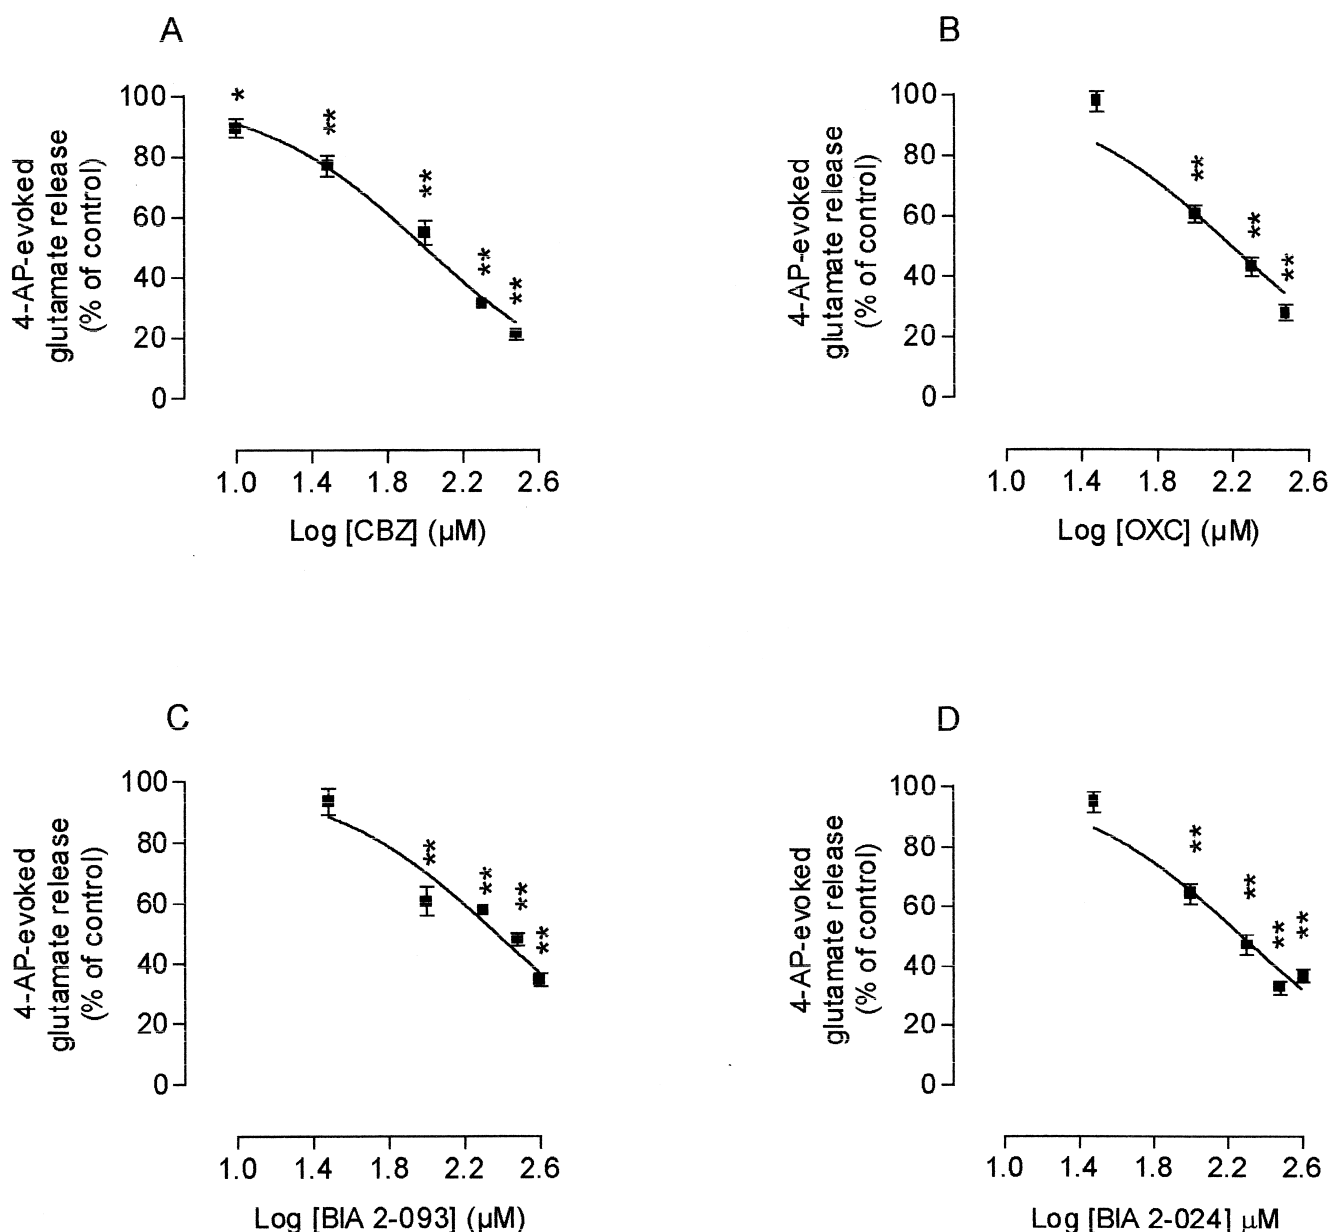 A
4-AP-evoked
glutamate release
(% of control)
100
80
60
40
20
0
*
**
**
**
**
1.0 1.4 1.8 2.2 2.6
Log [CBZ] (µM)
B
4-AP-evoked
glutamate release
(% of control)
100
80
60
40
20
0
**
**
**
1.0 1.4 1.8 2.2 2.6
Log [OXC] (µM)
C
4-AP-evoked
glutamate release
(% of control)
100
80
60
40
20
0
**
**
**
**
1.0 1.4 1.8 2.2 2.6
Log [BIA 2-093] (µM)
D
4-AP-evoked
glutamate release
(% of control)
100
80
60
40
20
0
**
**
**
**
1.0 1.4 1.8 2.2 2.6
Log [BIA 2-024] µM